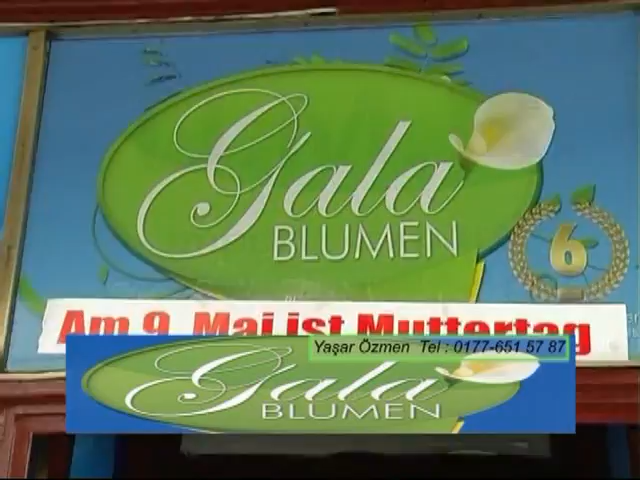 Gala
BLUMEN
6
Am 9. Mai ist Muttertag
Yaşar Özmen Tel : 0177-651 57 87
Gala
BLUMEN